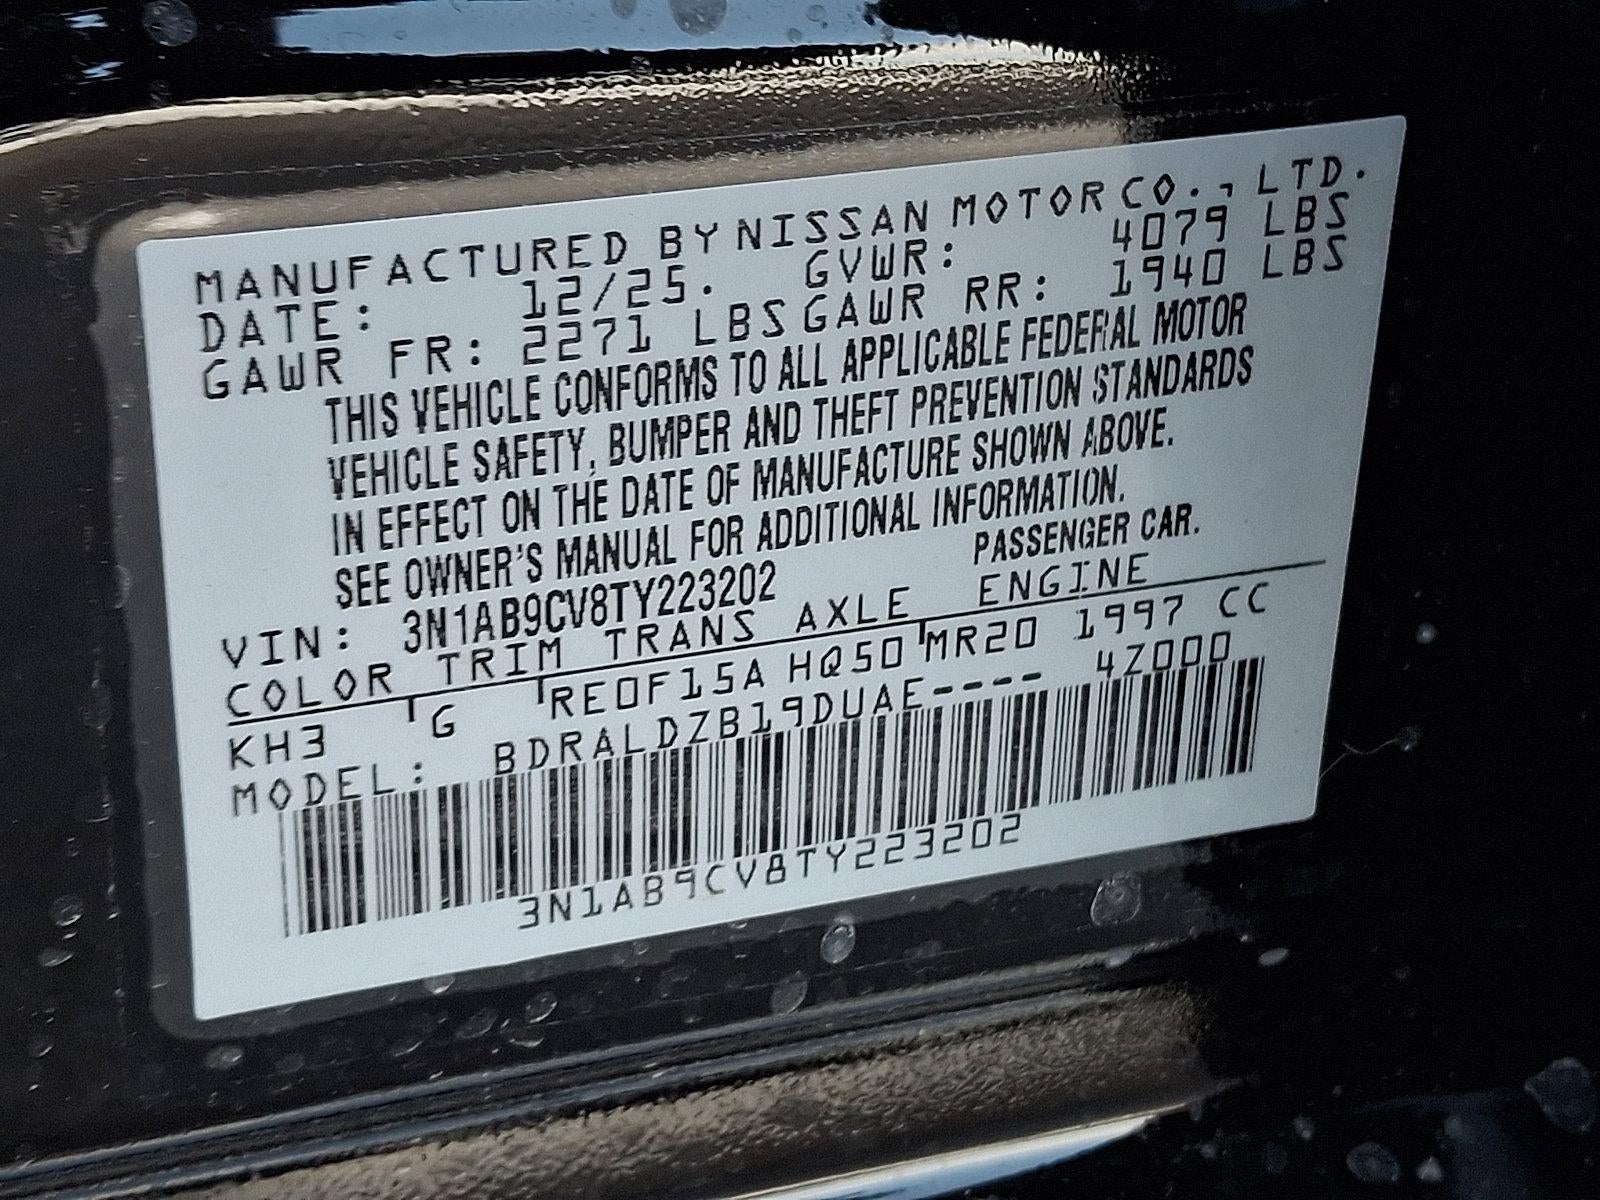 MANUFACTURED BY NISSAN MOTOR CO., LTD.
DATE: 12/25. GVWR: 4079 LBS
GAWR FR: 2271 LBS GAWR RR: 1940 LBS
THIS VEHICLE CONFORMS TO ALL APPLICABLE FEDERAL MOTOR
VEHICLE SAFETY, BUMPER AND THEFT PREVENTION STANDARDS
IN EFFECT ON THE DATE OF MANUFACTURE SHOWN ABOVE.
SEE OWNER'S MANUAL FOR ADDITIONAL INFORMATION.
VIN: 3N1AB9CV8TY223202 PASSENGER CAR.
COLOR TRIM TRANS AXLE ENGINE
KH3 G RE0F15A HQ50 MR20 1997 CC
MODEL: BDRALDZB19DUAE---- 4Z000
3N1AB9CV8TY223202